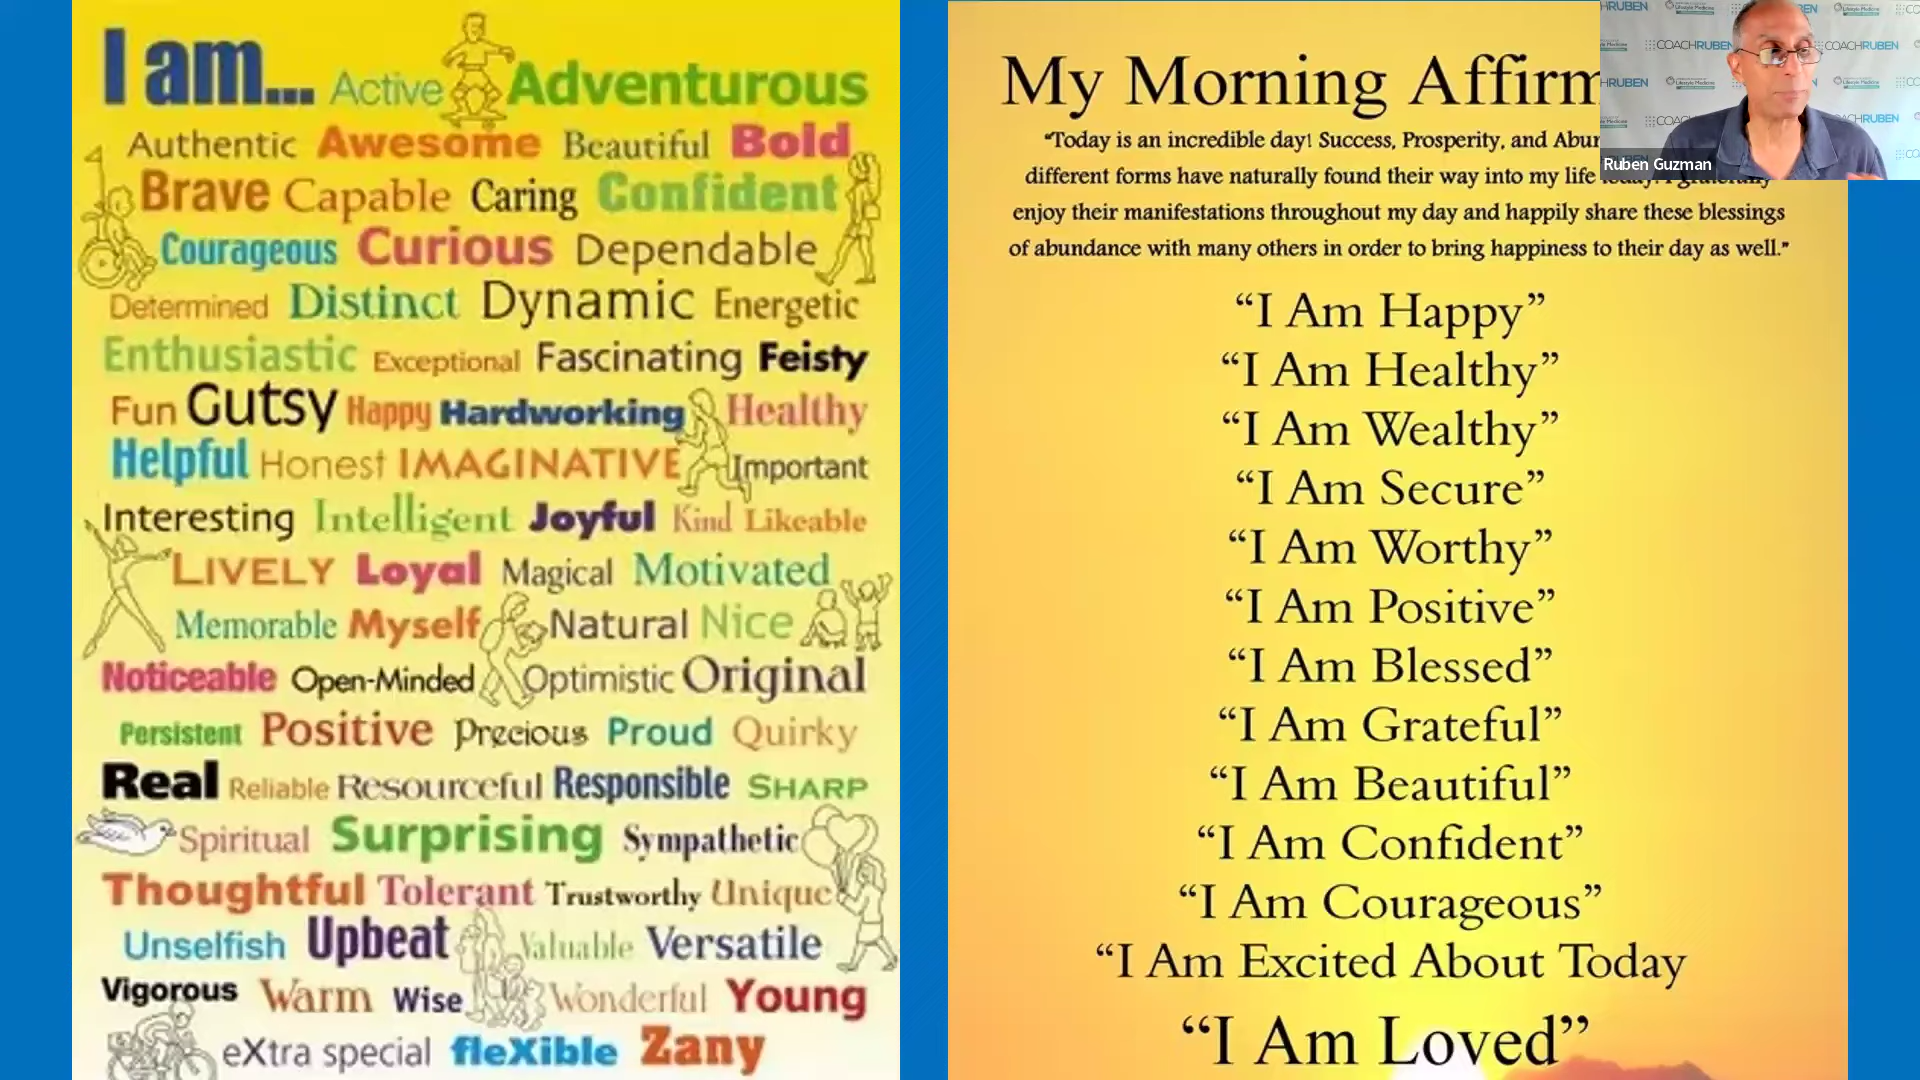 I am... Active Adventurous
Authentic Awesome Beautiful Bold
Brave Capable Caring Confident
Courageous Curious Dependable
Determined Distinct Dynamic Energetic
Enthusiastic Exceptional Fascinating Feisty
Fun Gutsy Happy Hardworking Healthy
Helpful Honest IMAGINATIVE Important
Interesting Intelligent Joyful Kind Likeable
LIVELY Loyal Magical Motivated
Memorable Myself Natural Nice
Noticeable Open-Minded Optimistic Original
Persistent Positive Precious Proud Quirky
Real Reliable Resourceful Responsible SHARP
Spiritual Surprising Sympathetic
Thoughtful Tolerant Trustworthy Unique
Unselfish Upbeat Valuable Versatile
Vigorous Warm Wise Wonderful Young
eXtra special fleXible Zany
My Morning Affirm
“Today is an incredible day! Success, Prosperity, and Abun
different forms have naturally found their way into my life
enjoy their manifestations throughout my day and happily share these blessings
of abundance with many others in order to bring happiness to their day as well.”
“I Am Happy”
“I Am Healthy”
“I Am Wealthy”
“I Am Secure”
“I Am Worthy”
“I Am Positive”
“I Am Blessed”
“I Am Grateful”
“I Am Beautiful”
“I Am Confident”
“I Am Courageous”
“I Am Excited About Today
“I Am Loved”
COACHRUBEN
COACHRUBEN
Ruben Guzman